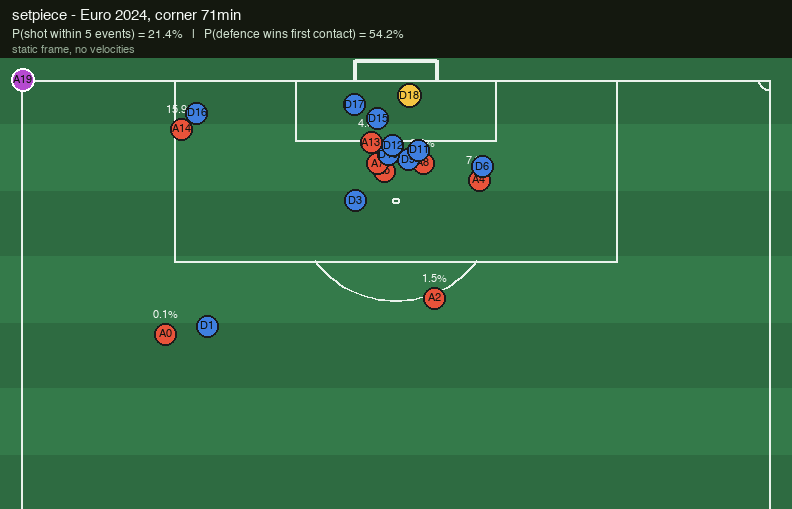 setpiece - Euro 2024, corner 71min
P(shot within 5 events) = 21.4% | P(defence wins first contact) = 54.2%
static frame, no velocities
A19
D18
D17
D16
D15
A14
A13
D12
D11
D6
A4
A8
D3
1.5%
A2
0.1%
D1
A0